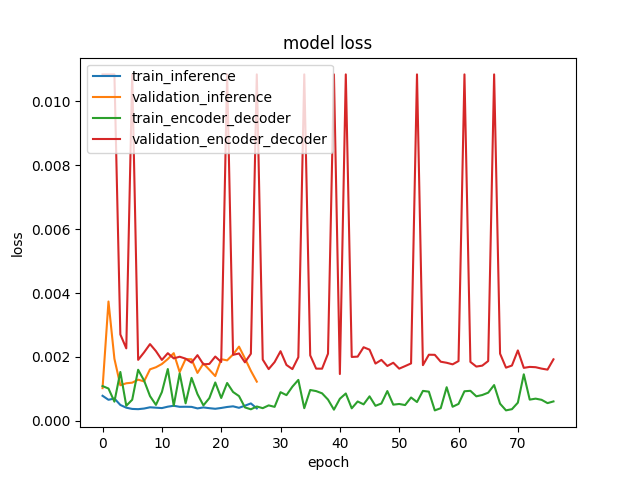 model loss
train_inference
validation_inference
train_encoder_decoder
validation_encoder_decoder
0.010
0.008
0.006
0.004
0.002
0.000
loss
0 10 20 30 40 50 60 70
epoch